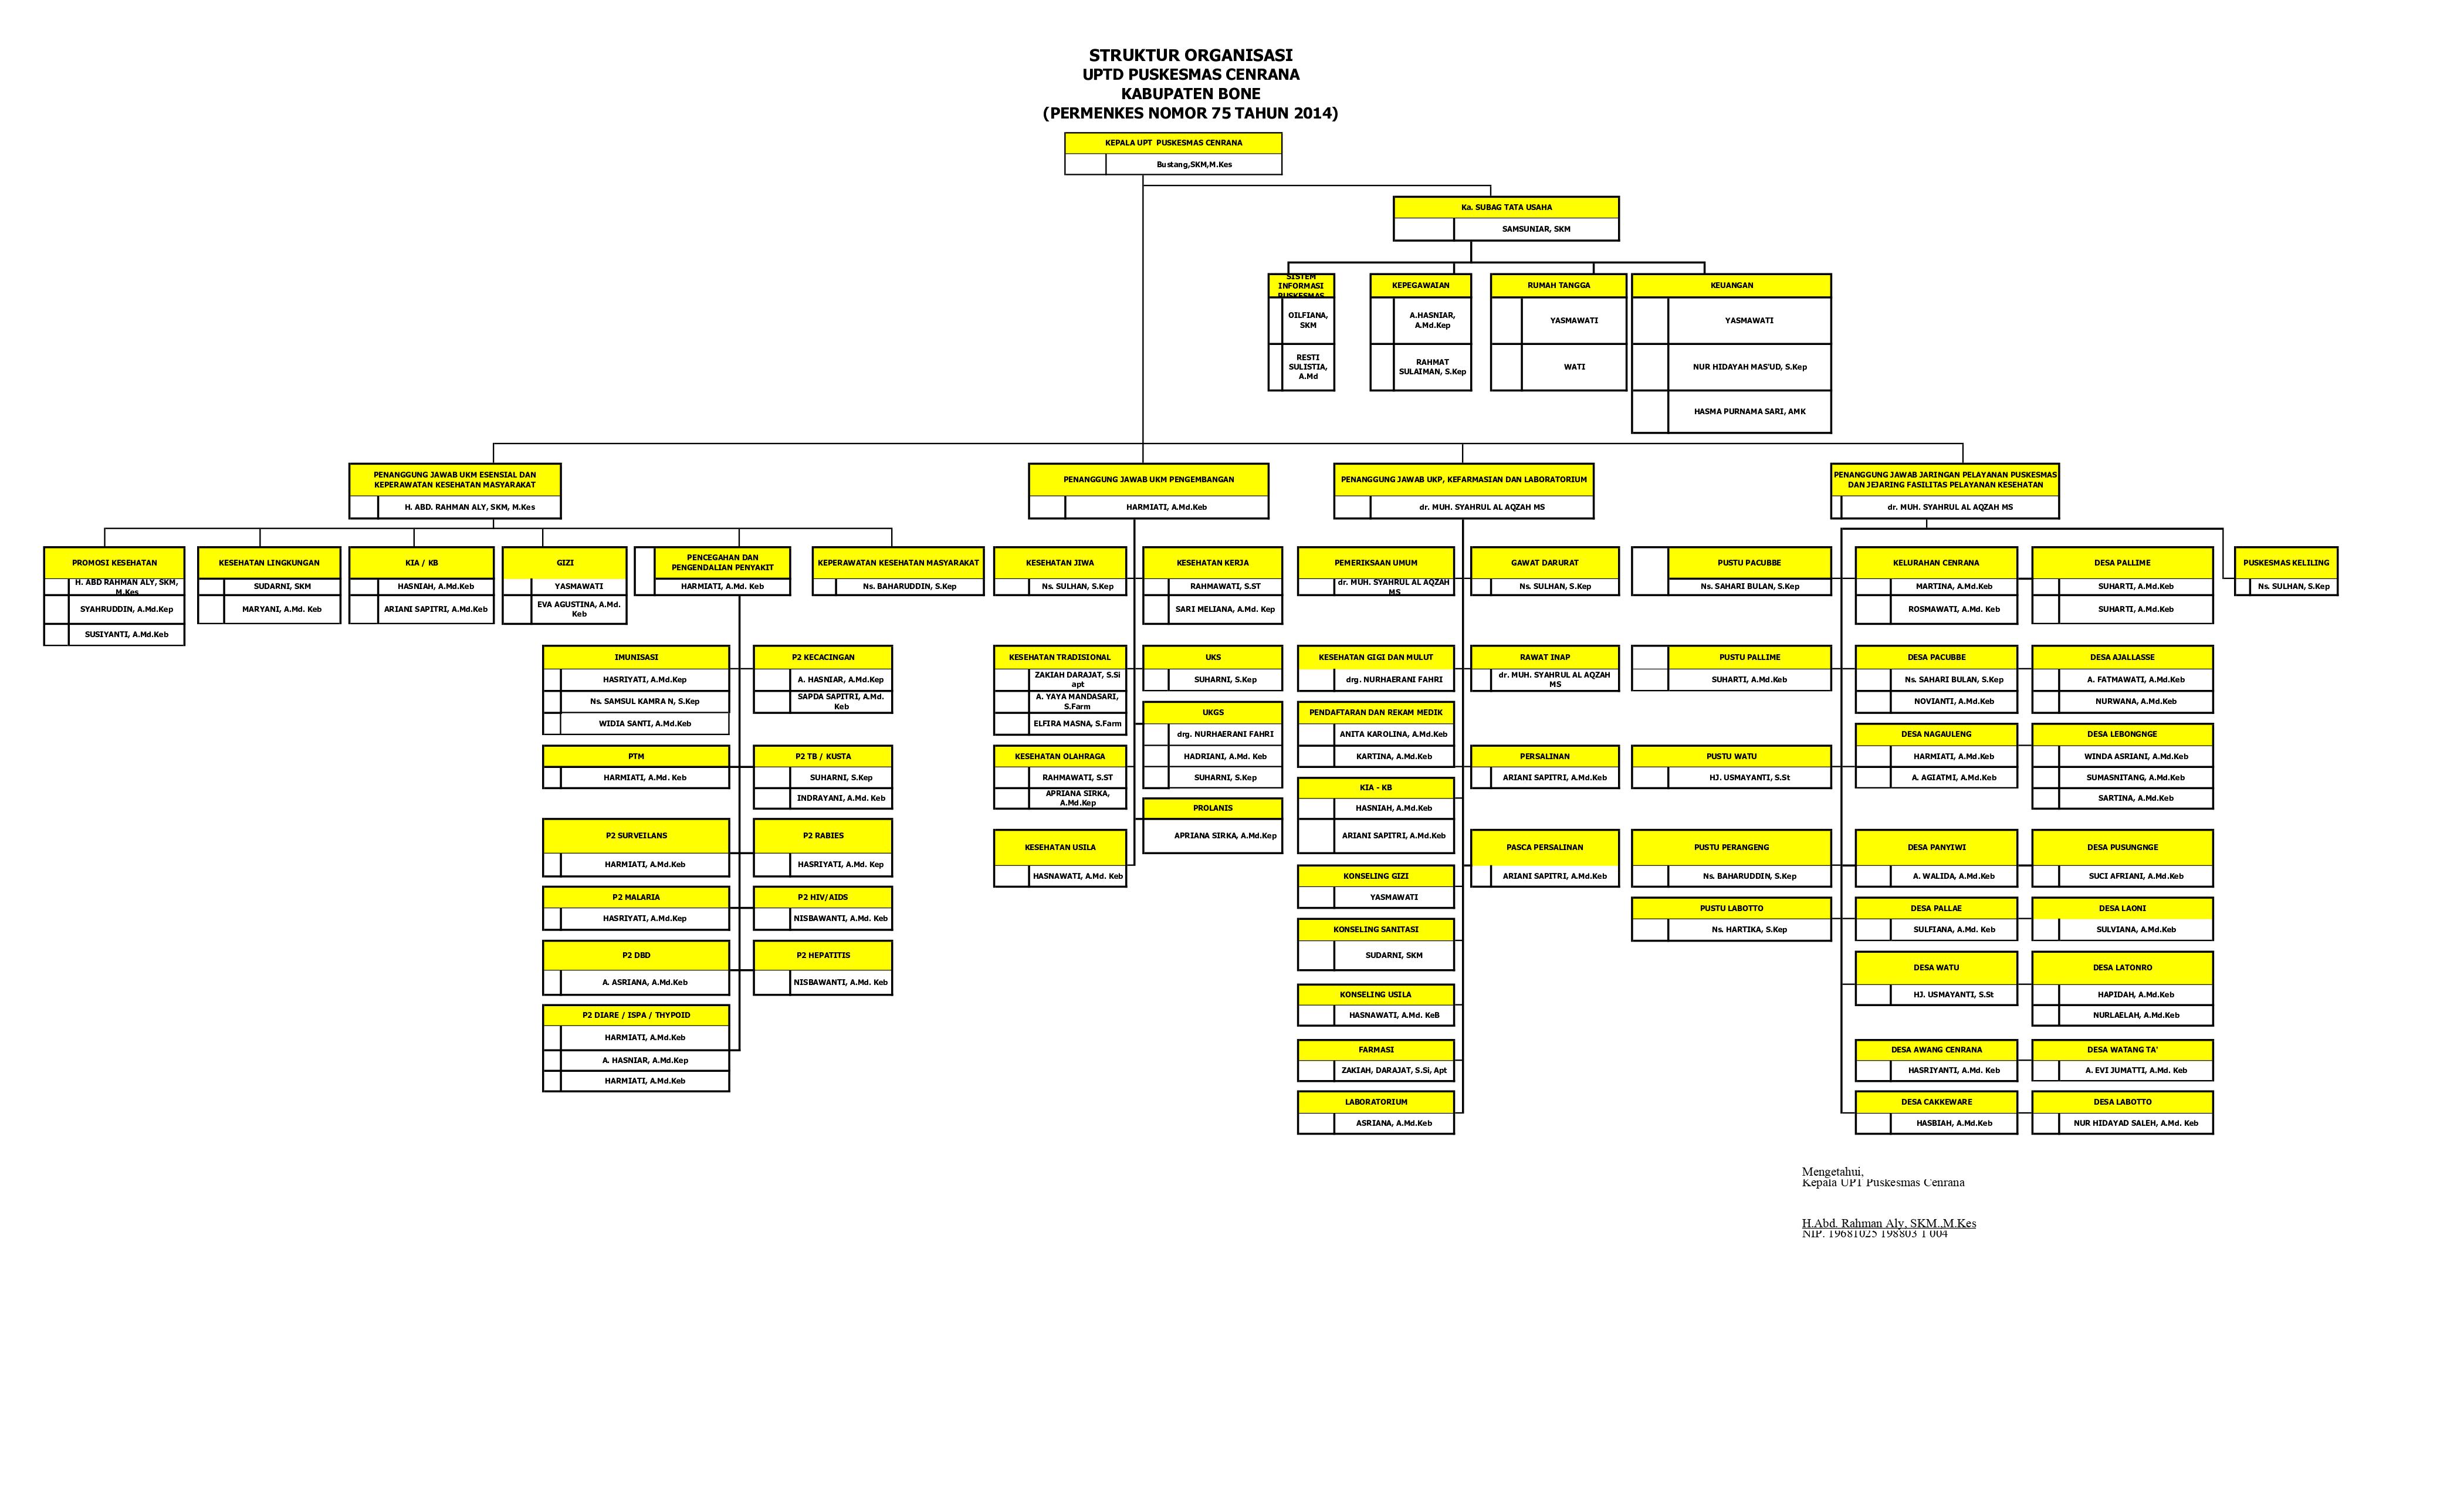 STRUKTUR ORGANISASI
UPTD PUSKESMAS CENRANA
KABUPATEN BONE
(PERMENKES NOMOR 75 TAHUN 2014)
KEPALA UPT PUSKESMAS CENRANA
Bustang,SKM,M.Kes
Ka. SUBAG TATA USAHA
SAMSUNIAR, SKM
SISTEM
INFORMASI
PUSKESMAS
OILFIANA,
SKM
RESTI
SULISTIA,
A.Md
KEPEGAWAIAN
A.HASNIAR,
A.Md.Kep
RAHMAT
SULAIMAN, S.Kep
RUMAH TANGGA
YASMAWATI
WATI
KEUANGAN
YASMAWATI
NUR HIDAYAH MAS'UD, S.Kep
HASMA PURNAMA SARI, AMK
PENANGGUNG JAWAB UKM ESENSIAL DAN
KEPERAWATAN KESEHATAN MASYARAKAT
H. ABD. RAHMAN ALY, SKM, M.Kes
PENANGGUNG JAWAB UKM PENGEMBANGAN
HARMIATI, A.Md.Keb
PENANGGUNG JAWAB UKP, KEFARMASIAN DAN LABORATORIUM
dr. MUH. SYAHRUL AL AQZAH MS
PENANGGUNG JAWAB JARINGAN PELAYANAN PUSKESMAS
DAN JEJARING FASILITAS PELAYANAN KESEHATAN
dr. MUH. SYAHRUL AL AQZAH MS
PROMOSI KESEHATAN
H. ABD RAHMAN ALY, SKM,
M.Kes
SYAHRUDDIN, A.Md.Kep
SUSIYANTI, A.Md.Keb
KESEHATAN LINGKUNGAN
SUDARNI, SKM
MARYANI, A.Md. Keb
KIA / KB
HASNIAH, A.Md.Keb
ARIANI SAPITRI, A.Md.Keb
GIZI
YASMAWATI
EVA AGUSTINA, A.Md.
Keb
PENCEGAHAN DAN
PENGENDALIAN PENYAKIT
HARMIATI, A.Md. Keb
KEPERAWATAN KESEHATAN MASYARAKAT
Ns. BAHARUDDIN, S.Kep
IMUNISASI
HASRIYATI, A.Md.Kep
Ns. SAMSUL KAMRA N, S.Kep
WIDIA SANTI, A.Md.Keb
P2 KECACINGAN
A. HASNIAR, A.Md.Kep
SAPDA SAPITRI, A.Md.
Keb
PTM
HARMIATI, A.Md. Keb
P2 TB / KUSTA
SUHARNI, S.Kep
INDRAYANI, A.Md. Keb
P2 SURVEILANS
HARMIATI, A.Md.Keb
P2 RABIES
HASRIYATI, A.Md. Kep
P2 MALARIA
HASRIYATI, A.Md.Kep
P2 HIV/AIDS
NISBAWANTI, A.Md. Keb
P2 DBD
A. ASRIANA, A.Md.Keb
P2 HEPATITIS
NISBAWANTI, A.Md. Keb
P2 DIARE / ISPA / THYPOID
HARMIATI, A.Md.Keb
A. HASNIAR, A.Md.Kep
HARMIATI, A.Md.Keb
KESEHATAN JIWA
Ns. SULHAN, S.Kep
KESEHATAN KERJA
RAHMAWATI, S.ST
SARI MELIANA, A.Md. Kep
KESEHATAN TRADISIONAL
ZAKIAH DARAJAT, S.Si
apt
A. YAYA MANDASARI,
S.Farm
ELFIRA MASNA, S.Farm
UKS
SUHARNI, S.Kep
UKGS
drg. NURHAERANI FAHRI
HADRIANI, A.Md. Keb
SUHARNI, S.Kep
KESEHATAN OLAHRAGA
RAHMAWATI, S.ST
APRIANA SIRKA,
A.Md.Kep
PROLANIS
APRIANA SIRKA, A.Md.Kep
KESEHATAN USILA
HASNAWATI, A.Md. Keb
PEMERIKSAAN UMUM
dr. MUH. SYAHRUL AL AQZAH
MS
GAWAT DARURAT
Ns. SULHAN, S.Kep
KESEHATAN GIGI DAN MULUT
drg. NURHAERANI FAHRI
RAWAT INAP
dr. MUH. SYAHRUL AL AQZAH
MS
PENDAFTARAN DAN REKAM MEDIK
ANITA KAROLINA, A.Md.Keb
KARTINA, A.Md.Keb
PERSALINAN
ARIANI SAPITRI, A.Md.Keb
KIA - KB
HASNIAH, A.Md.Keb
ARIANI SAPITRI, A.Md.Keb
PASCA PERSALINAN
ARIANI SAPITRI, A.Md.Keb
KONSELING GIZI
YASMAWATI
KONSELING SANITASI
SUDARNI, SKM
KONSELING USILA
HASNAWATI, A.Md. KeB
FARMASI
ZAKIAH, DARAJAT, S.Si, Apt
LABORATORIUM
ASRIANA, A.Md.Keb
PUSTU PACUBBE
Ns. SAHARI BULAN, S.Kep
KELURAHAN CENRANA
MARTINA, A.Md.Keb
ROSMAWATI, A.Md. Keb
DESA PALLIME
SUHARTI, A.Md.Keb
SUHARTI, A.Md.Keb
PUSKESMAS KELILING
Ns. SULHAN, S.Kep
PUSTU PALLIME
SUHARTI, A.Md.Keb
DESA PACUBBE
Ns. SAHARI BULAN, S.Kep
NOVIANTI, A.Md.Keb
DESA AJALLASSE
A. FATMAWATI, A.Md.Keb
NURWANA, A.Md.Keb
PUSTU WATU
HJ. USMAYANTI, S.St
DESA NAGAULENG
HARMIATI, A.Md.Keb
A. AGIATMI, A.Md.Keb
DESA LEBONGNGE
WINDA ASRIANI, A.Md.Keb
SUMASNITANG, A.Md.Keb
SARTINA, A.Md.Keb
PUSTU PERANGENG
Ns. BAHARUDDIN, S.Kep
DESA PANYIWI
A. WALIDA, A.Md.Keb
DESA PUSUNGNGE
SUCI AFRIANI, A.Md.Keb
PUSTU LABOTTO
Ns. HARTIKA, S.Kep
DESA PALLAE
SULFIANA, A.Md. Keb
DESA LAONI
SULVIANA, A.Md.Keb
DESA WATU
HJ. USMAYANTI, S.St
DESA LATONRO
HAPIDAH, A.Md.Keb
NURLAELAH, A.Md.Keb
DESA AWANG CENRANA
HASRIYANTI, A.Md. Keb
DESA WATANG TA'
A. EVI JUMATTI, A.Md. Keb
DESA CAKKEWARE
HASBIAH, A.Md.Keb
DESA LABOTTO
NUR HIDAYAD SALEH, A.Md. Keb
Mengetahui,
Kepala UPT Puskesmas Cenrana
H.Abd. Rahman Aly, SKM.,M.Kes
NIP. 19681025 198803 1 004